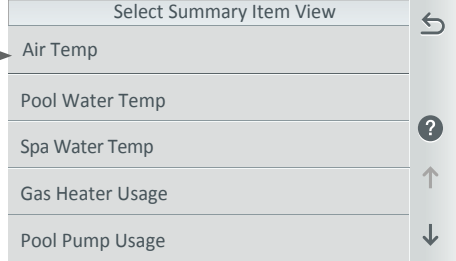 Select Summary Item View
Air Temp
Pool Water Temp
Spa Water Temp
Gas Heater Usage
Pool Pump Usage
?